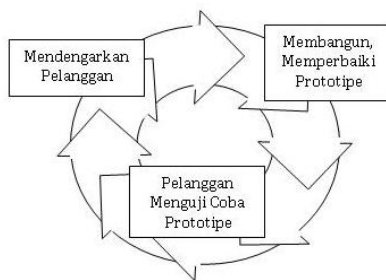 Mendengarkan
Pelanggan
Membangun,
Memperbaiki
Prototipe
Pelanggan
Menguji Coba
Prototipe